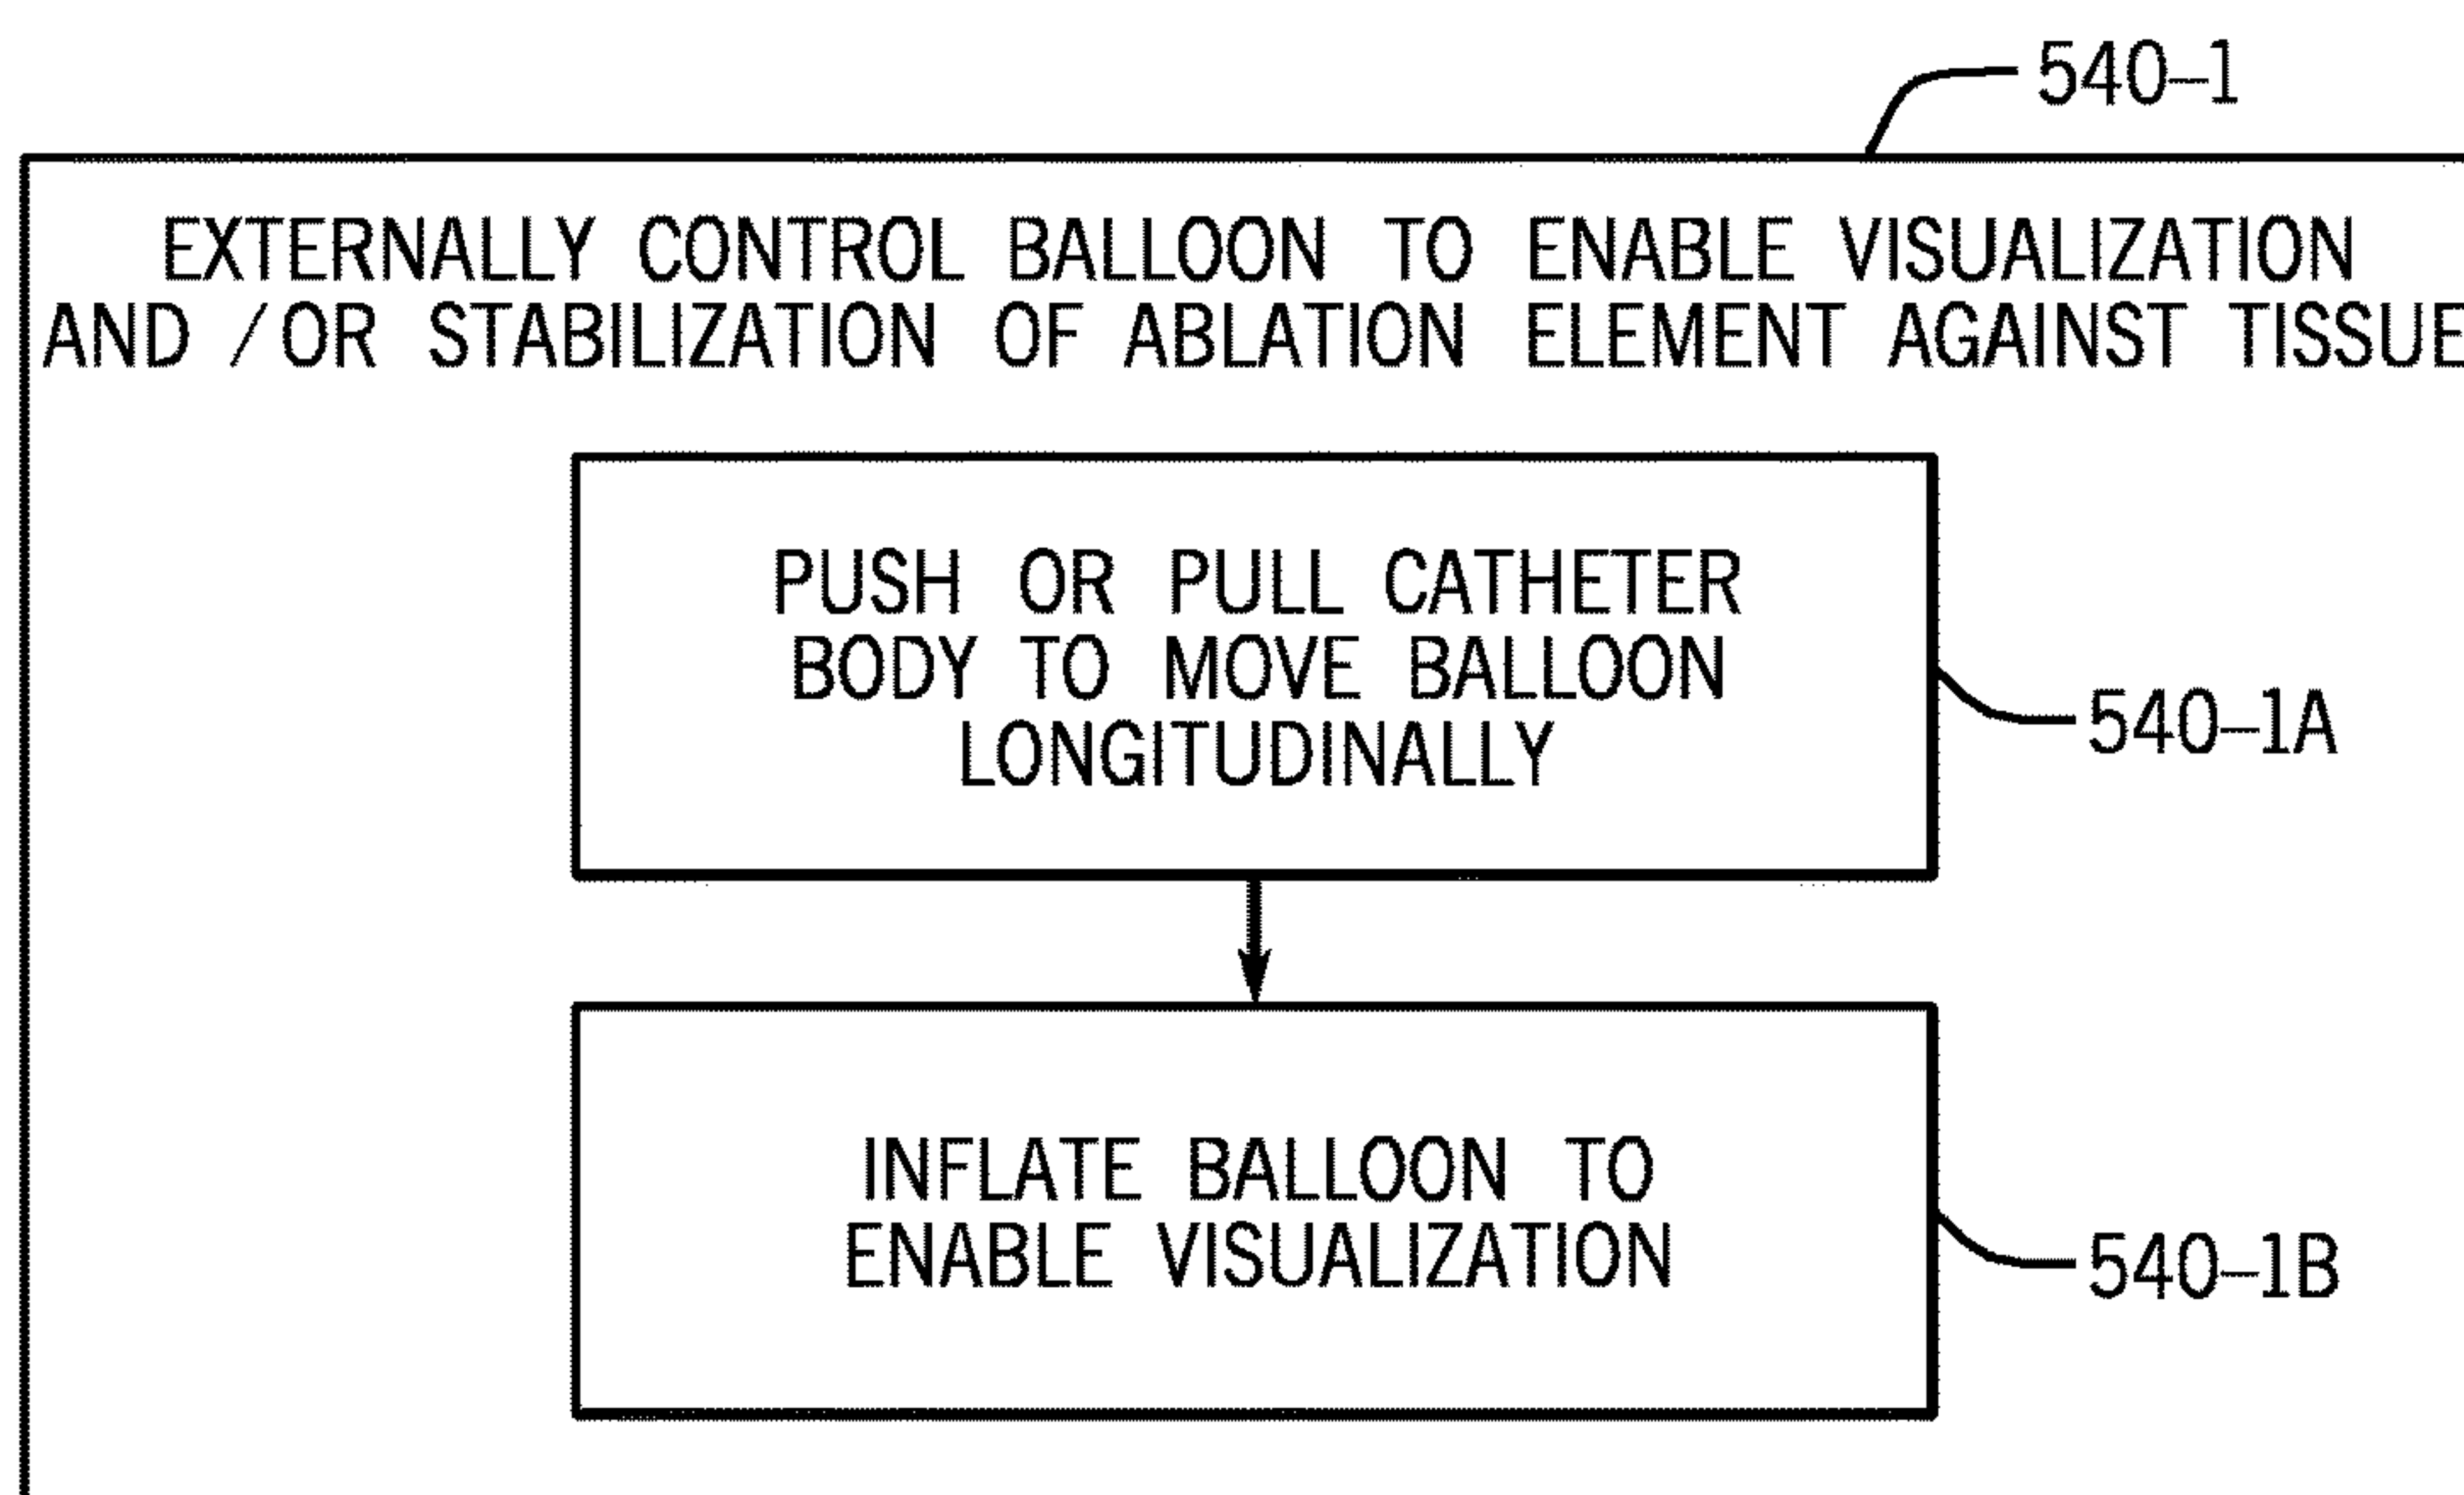 540-1
EXTERNALLY CONTROL BALLOON TO ENABLE VISUALIZATION
AND /OR STABILIZATION OF ABLATION ELEMENT AGAINST TISSUE
PUSH OR PULL CATHETER
BODY TO MOVE BALLOON
LONGITUDINALLY
540-1A
INFLATE BALLOON TO
ENABLE VISUALIZATION
540-1B